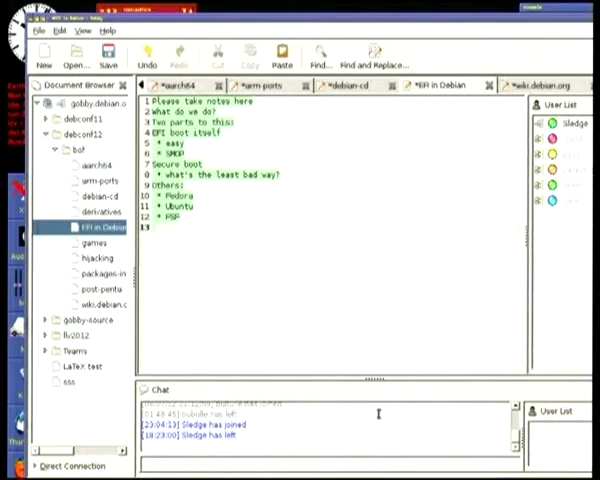 File Edit View Help
New Open... Save Undo Redo Cut Copy Paste Find... Find and Replace...
Document Browser
*aarch64
*arm-ports
*debian-cd
*EFI in Debian
*wiki.debian.org
User List
gobby.debian.o
debconf11
debconf12
bof
aarch64
arm-ports
debian-cd
derivatives
EFI in Debian
games
hijacking
packages-in
post-pentu
wiki.debian.c
gobby-source
Teams
LaTeX test
sss
Direct Connection
1 Please take notes here
2 What do we do?
3 Two parts to this:
4 EFI boot itself
5 * easy
6 * SMOP
7 Secure boot
8 * what's the least bad way?
9 Others:
10 * Fedora
11 * Ubuntu
12 * FSF
13
Sledge
Chat
[01:48:45] bubulle has left
[23:04:13] Sledge has joined
[18:23:00] Sledge has left
User List